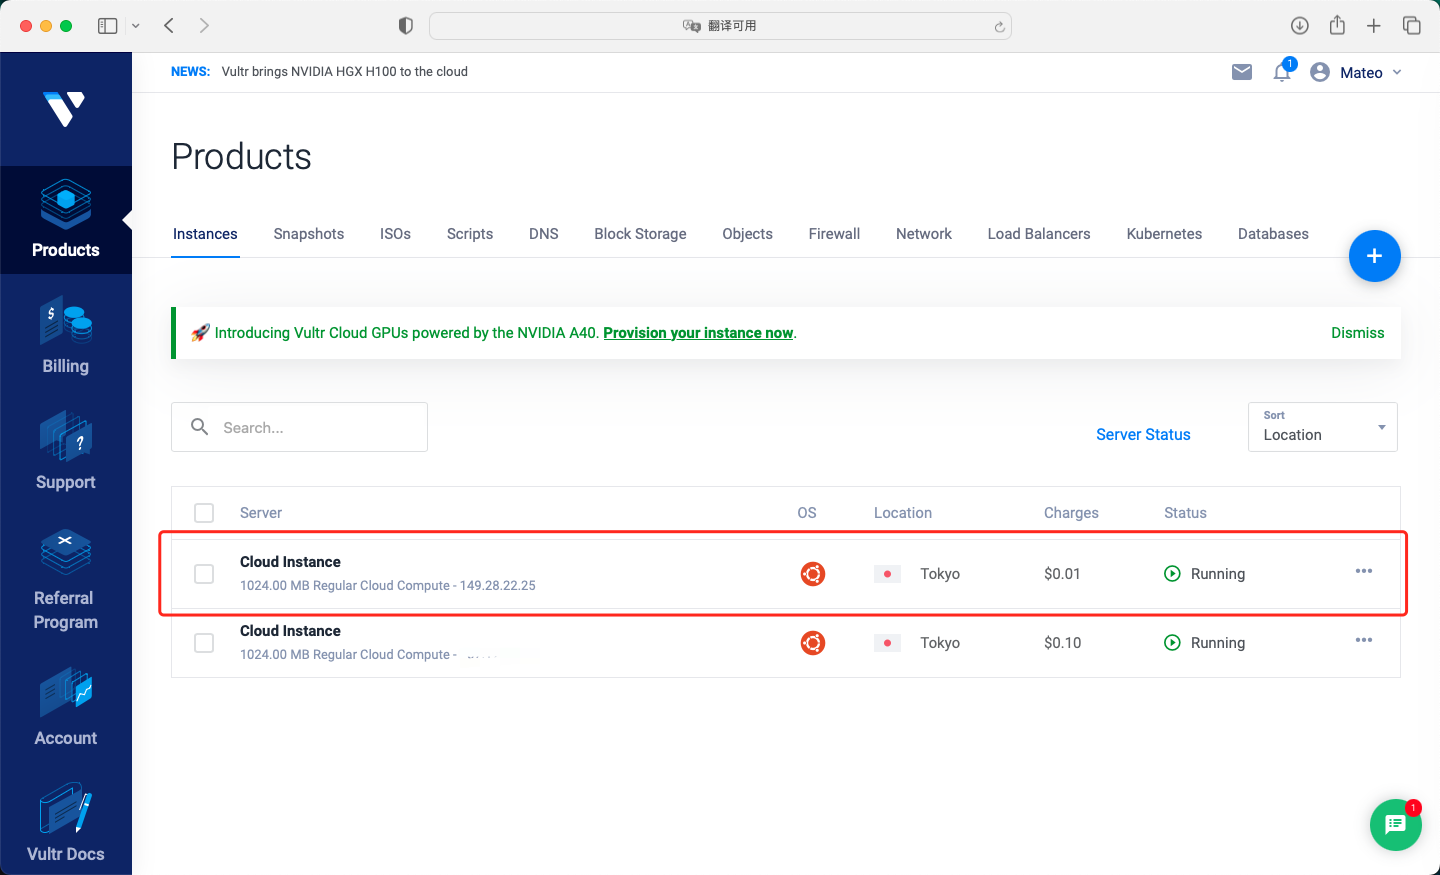 翻译可用
NEWS: Vultr brings NVIDIA HGX H100 to the cloud
1
Mateo
Products
Products
Billing
Support
Referral
Program
Account
Vultr Docs
Instances Snapshots ISOs Scripts DNS Block Storage Objects Firewall Network Load Balancers Kubernetes Databases
+
🚀 Introducing Vultr Cloud GPUs powered by the NVIDIA A40. Provision your instance now. Dismiss
Search...
Server Status
Sort
Location
Server OS Location Charges Status
Cloud Instance
1024.00 MB Regular Cloud Compute - 149.28.22.25
Tokyo $0.01 Running
Cloud Instance
1024.00 MB Regular Cloud Compute -
Tokyo $0.10 Running
1